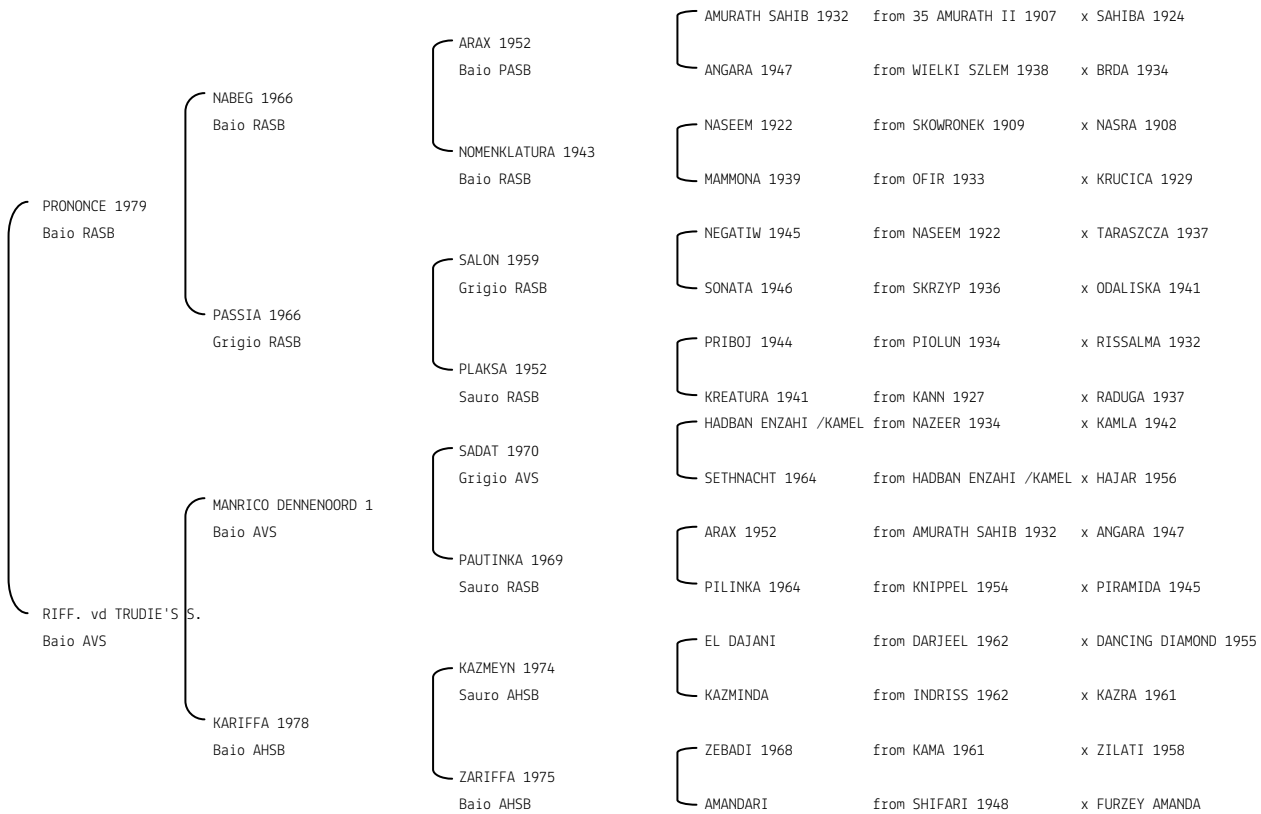 AMURATH SAHIB 1932 from 35 AMURATH II 1907 x SAHIBA 1924
ARAX 1952
Baio PASB
ANGARA 1947 from WIELKI SZLEM 1938 x BRDA 1934
NABEG 1966
Baio RASB
NASEEM 1922 from SKOWRONEK 1909 x NASRA 1908
NOMENKLATURA 1943
Baio RASB
MAMMONA 1939 from OFIR 1933 x KRUCICA 1929
PRONONCE 1979
Baio RASB
NEGATIW 1945 from NASEEM 1922 x TARASZCZA 1937
SALON 1959
Grigio RASB
SONATA 1946 from SKRZYP 1936 x ODALISKA 1941
PASSIA 1966
Grigio RASB
PRIBOJ 1944 from PIOLUN 1934 x RISSALMA 1932
PLAKSA 1952
Sauro RASB
KREATURA 1941 from KANN 1927 x RADUGA 1937
HADBAN ENZAHI /KAMEL from NAZEER 1934 x KAMLA 1942
SADAT 1970
Grigio AVS
SETHNACHT 1964 from HADBAN ENZAHI /KAMEL x HAJAR 1956
MANRICO DENNENOORD 1
Baio AVS
ARAX 1952 from AMURATH SAHIB 1932 x ANGARA 1947
PAUTINKA 1969
Sauro RASB
PILINKA 1964 from KNIPPEL 1954 x PIRAMIDA 1945
RIFF. vd TRUDIE'S S.
Baio AVS
EL DAJANI from DARJEEL 1962 x DANCING DIAMOND 1955
KAZMEYN 1974
Sauro AHSB
KAZMINDA from INDRISS 1962 x KAZRA 1961
KARIFFA 1978
Baio AHSB
ZEBADI 1968 from KAMA 1961 x ZILATI 1958
ZARIFFA 1975
Baio AHSB
AMANDARI from SHIFARI 1948 x FURZEY AMANDA